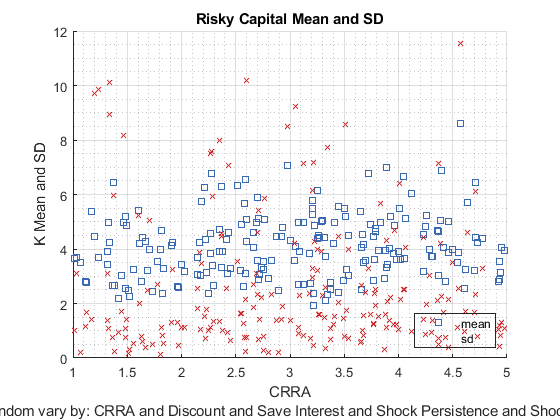 Risky Capital Mean and SD
12
10
8
6
4
2
0
K Mean and SD
mean
sd
1
1.5
2
2.5
3
3.5
4
4.5
5
CRRA
vary by: CRRA and Discount and Save Interest and Shock Persistence and